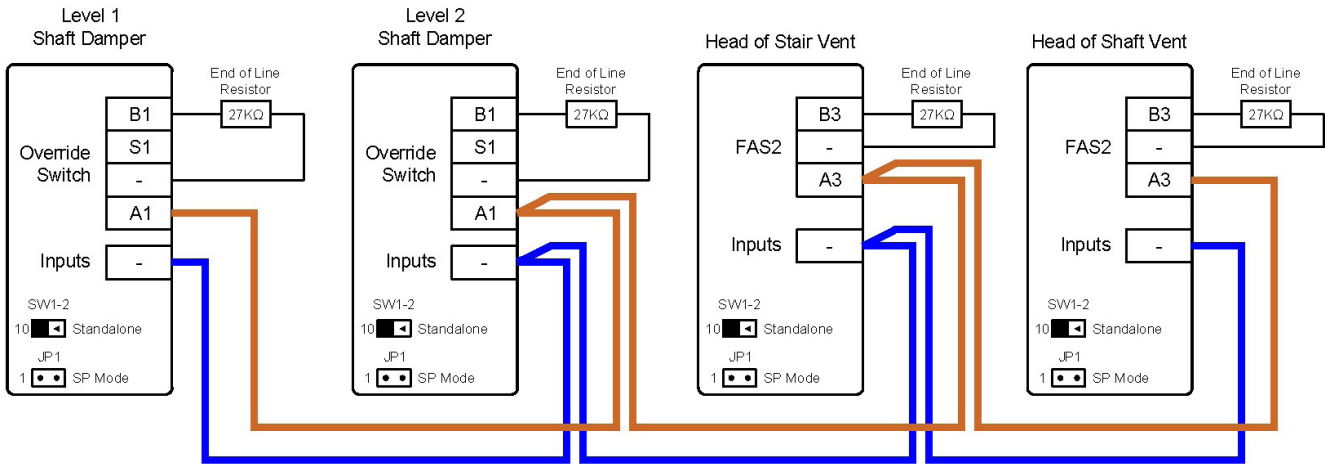 Level 1
Shaft Damper
End of Line
Resistor
27KΩ
B1
S1
-
A1
Override
Switch
Inputs
-
SW1-2
10 Standalone
JP1
1 SP Mode
Level 2
Shaft Damper
End of Line
Resistor
27KΩ
B1
S1
-
A1
Override
Switch
Inputs
-
SW1-2
10 Standalone
JP1
1 SP Mode
Head of Stair Vent
End of Line
Resistor
27KΩ
B3
FAS2
-
A3
Inputs
-
SW1-2
10 Standalone
JP1
1 SP Mode
Head of Shaft Vent
End of Line
Resistor
27KΩ
B3
FAS2
-
A3
Inputs
-
SW1-2
10 Standalone
JP1
1 SP Mode